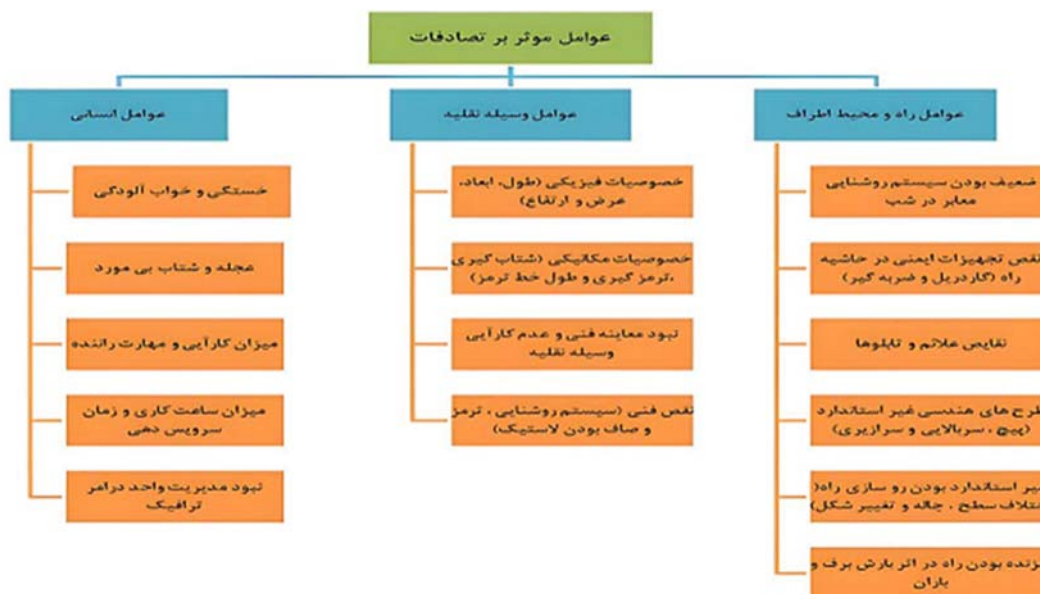 عوامل موثر بر تصادفات
عوامل راه و محیط اطراف
ضعیف بودن سیستم روشنایی
معابر در شب
نقص تجهیزات ایمنی در حاشیه
راه (گاردریل و ضربه گیر)
نقایص علائم و تابلوها
طرح های هندسی غیر استاندارد
(پیچ ، سربالایی و سرازیری)
استاندارد بودن رو سازی راه(
سطح ، چاله و تغییر شکل)
بودن راه در اثر بارش برف و
باران
عوامل وسیله نقلیه
خصوصیات فیزیکی (طول، ابعاد،
عرض و ارتفاع)
خصوصیات مکانیکی (شتاب گیری
،ترمز گیری و طول خط ترمز)
نبود معاینه فنی و عدم کارآیی
وسیله نقلیه
نقص فنی (سیستم روشنایی ، ترمز
و صاف بودن لاستیک)
عوامل انسانی
خستگی و خواب آلودگی
عجله و شتاب بی مورد
میزان کارآیی و مهارت راننده
میزان ساعت کاری و زمان
سرویس دهی
نبود مدیریت واحد درامر
ترافیک